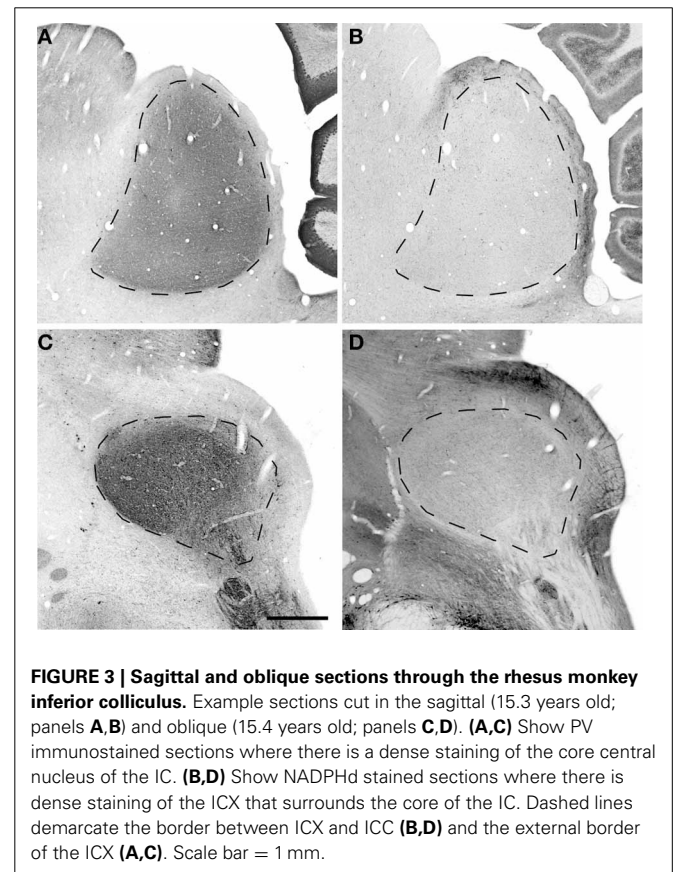 A
B
C
D
FIGURE 3 | Sagittal and oblique sections through the rhesus monkey
inferior colliculus. Example sections cut in the sagittal (15.3 years old;
panels A,B) and oblique (15.4 years old; panels C,D). (A,C) Show PV
immunostained sections where there is a dense staining of the core central
nucleus of the IC. (B,D) Show NADPHd stained sections where there is
dense staining of the ICX that surrounds the core of the IC. Dashed lines
demarcate the border between ICX and ICC (B,D) and the external border
of the ICX (A,C). Scale bar = 1 mm.